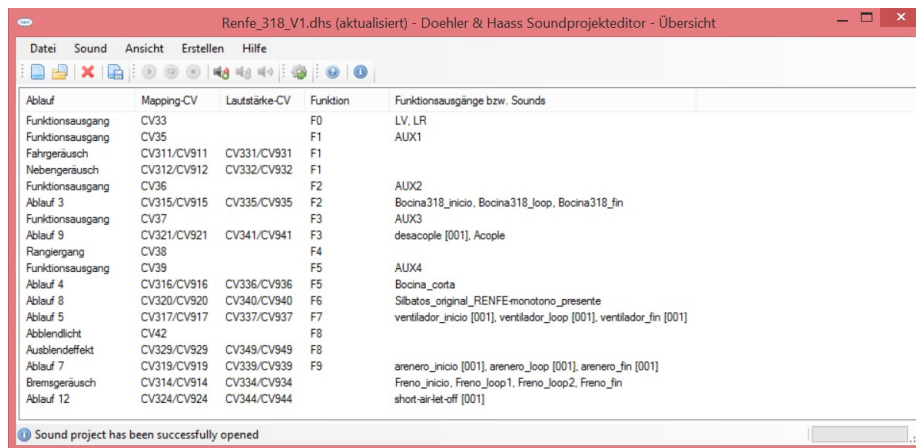 Renfe_318_V1.dhs (aktualisiert) - Doehler & Haass Soundprojekteditor - Übersicht
Datei Sound Ansicht Erstellen Hilfe
Ablauf Mapping-CV Lautstärke-CV Funktion Funktionsausgänge bzw. Sounds
Funktionsausgang CV33 F0 LV, LR
Funktionsausgang CV35 F1 AUX1
Fahrgeräusch CV311/CV911 CV331/CV931 F1
Nebengeräusch CV312/CV912 CV332/CV932 F1
Funktionsausgang CV36 F2 AUX2
Ablauf 3 CV315/CV915 CV335/CV935 F2 Bocina318_inicio, Bocina318_loop, Bocina318_fin
Funktionsausgang CV37 F3 AUX3
Ablauf 9 CV321/CV921 CV341/CV941 F3 desacople [001], Acople
Rangiergang CV38 F4
Funktionsausgang CV39 F5 AUX4
Ablauf 4 CV316/CV916 CV336/CV936 F5 Bocina_corta
Ablauf 8 CV320/CV920 CV340/CV940 F6 Silbatos_original_RENFE-monotono_presente
Ablauf 5 CV317/CV917 CV337/CV937 F7 ventilador_inicio [001], ventilador_loop [001], ventilador_fin [001]
Abblendlicht CV42 F8
Ausblendeffekt CV329/CV929 CV349/CV949 F8
Ablauf 7 CV319/CV919 CV339/CV939 F9 arenero_inicio [001], arenero_loop [001], arenero_fin [001]
Bremsgeräusch CV314/CV914 CV334/CV934 Freno_inicio, Freno_loop1, Freno_loop2, Freno_fin
Ablauf 12 CV324/CV924 CV344/CV944 short-air-let-off [001]
Sound project has been successfully opened